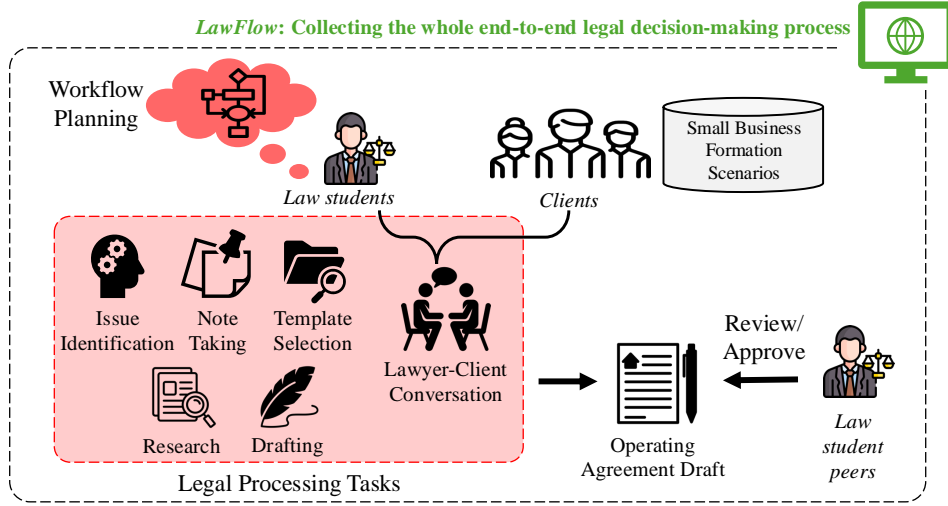 LawFlow: Collecting the whole end-to-end legal decision-making process
Workflow
Planning
Law students
Clients
Small Business
Formation
Scenarios
Issue
Identification
Note
Taking
Template
Selection
Research
Drafting
Lawyer-Client
Conversation
Legal Processing Tasks
Operating
Agreement Draft
Review/
Approve
Law
student
peers